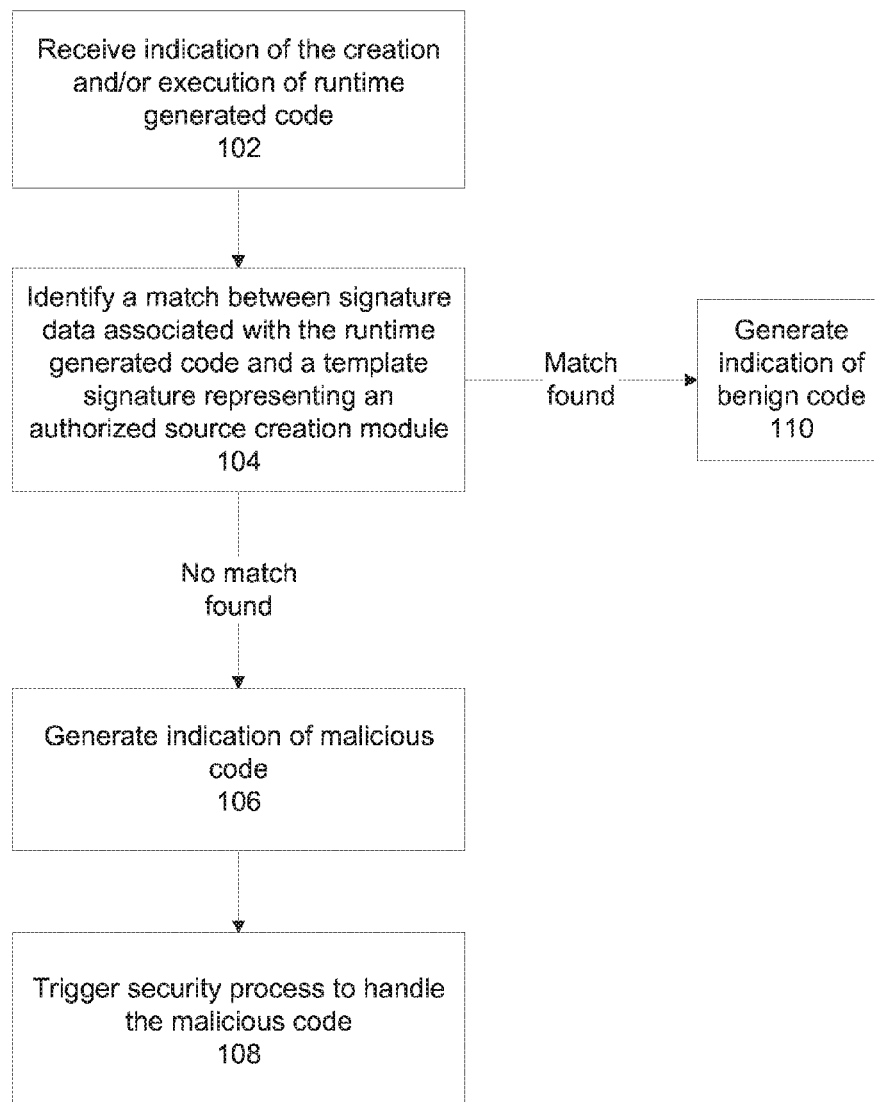 Receive indication of the creation
and/or execution of runtime
generated code
102
Identify a match between signature
data associated with the runtime
generated code and a template
signature representing an
authorized source creation module
104
Match
found
Generate
indication of
benign code
110
No match
found
Generate indication of malicious
code
106
Trigger security process to handle
the malicious code
108